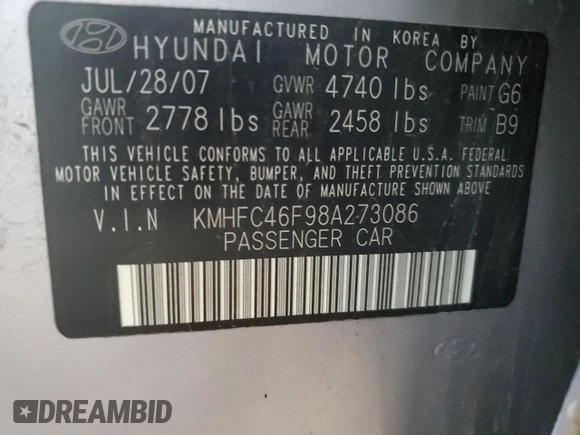 MANUFACTURED IN KOREA BY
HYUNDAI MOTOR COMPANY
JUL/28/07 GVWR 4740 lbs PAINT G6
GAWR FRONT 2778 lbs GAWR REAR 2458 lbs TRIM B9
THIS VEHICLE CONFORMS TO ALL APPLICABLE U.S.A. FEDERAL
MOTOR VEHICLE SAFETY, BUMPER, AND THEFT PREVENTION STANDARDS
IN EFFECT ON THE DATE OF MANUFACTURE SHOWN ABOVE
V.I.N KMHFC46F98A273086
PASSENGER CAR
DREAMBID